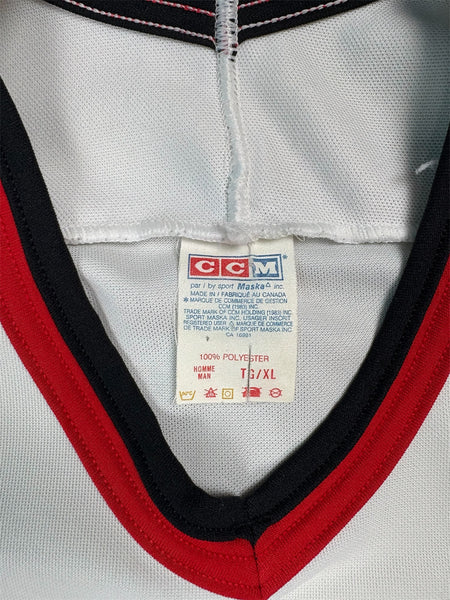 CCM*
par / by sport Maska△ inc.
MADE IN / FABRIQUÉ AU CANADA
* MARQUE DE COMMERCE DE GESTION
CCM (1983) INC.
TRADE MARK OF CCM HOLDING (1983) INC.
SPORT MASKA INC. USAGER INSCRIT
REGISTERED USER △ MARQUE DE COMMERCE
DE TRADE MARK OF SPORT MASKA INC.
CA 10891
100% POLYESTER
HOMME
MAN TG/XL